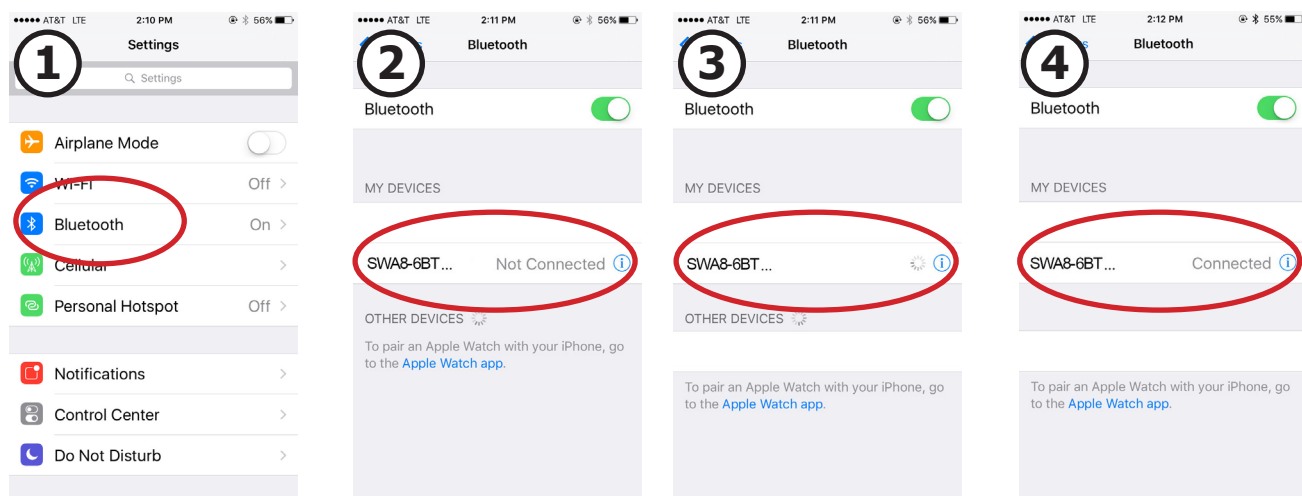 ●●●●● AT&T LTE 2:10 PM 56%
1
Settings
Settings
Airplane Mode
Wi-Fi Off
Bluetooth On
Cellular
Personal Hotspot Off
Notifications
Control Center
Do Not Disturb
●●●●● AT&T LTE 2:11 PM 56%
2
s Bluetooth
Bluetooth
MY DEVICES
SWA8-6BT... Not Connected i
OTHER DEVICES
To pair an Apple Watch with your iPhone, go
to the Apple Watch app.
●●●●● AT&T LTE 2:11 PM 56%
3
s Bluetooth
Bluetooth
MY DEVICES
SWA8-6BT... i
OTHER DEVICES
To pair an Apple Watch with your iPhone, go
to the Apple Watch app.
●●●●● AT&T LTE 2:12 PM 55%
4
s Bluetooth
Bluetooth
MY DEVICES
SWA8-6BT... Connected i
To pair an Apple Watch with your iPhone, go
to the Apple Watch app.